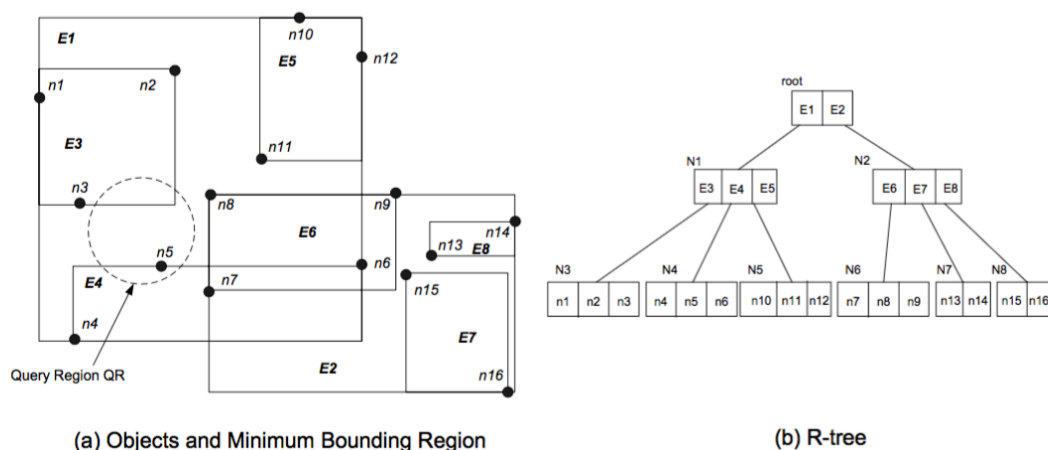 E1
n10
n1
n2
E5
n12
E3
n11
n3
n8
n9
E6
n14
n5
n13
E8
n6
E4
n7
n15
n4
E7
Query Region QR
E2
n16
(a) Objects and Minimum Bounding Region
root
E1 E2
N1
N2
E3 E4 E5
E6 E7 E8
N3
N4
N5
N6
N7
N8
n1 n2 n3
n4 n5 n6
n10 n11 n12
n7 n8 n9
n13 n14
n15 n16
(b) R-tree